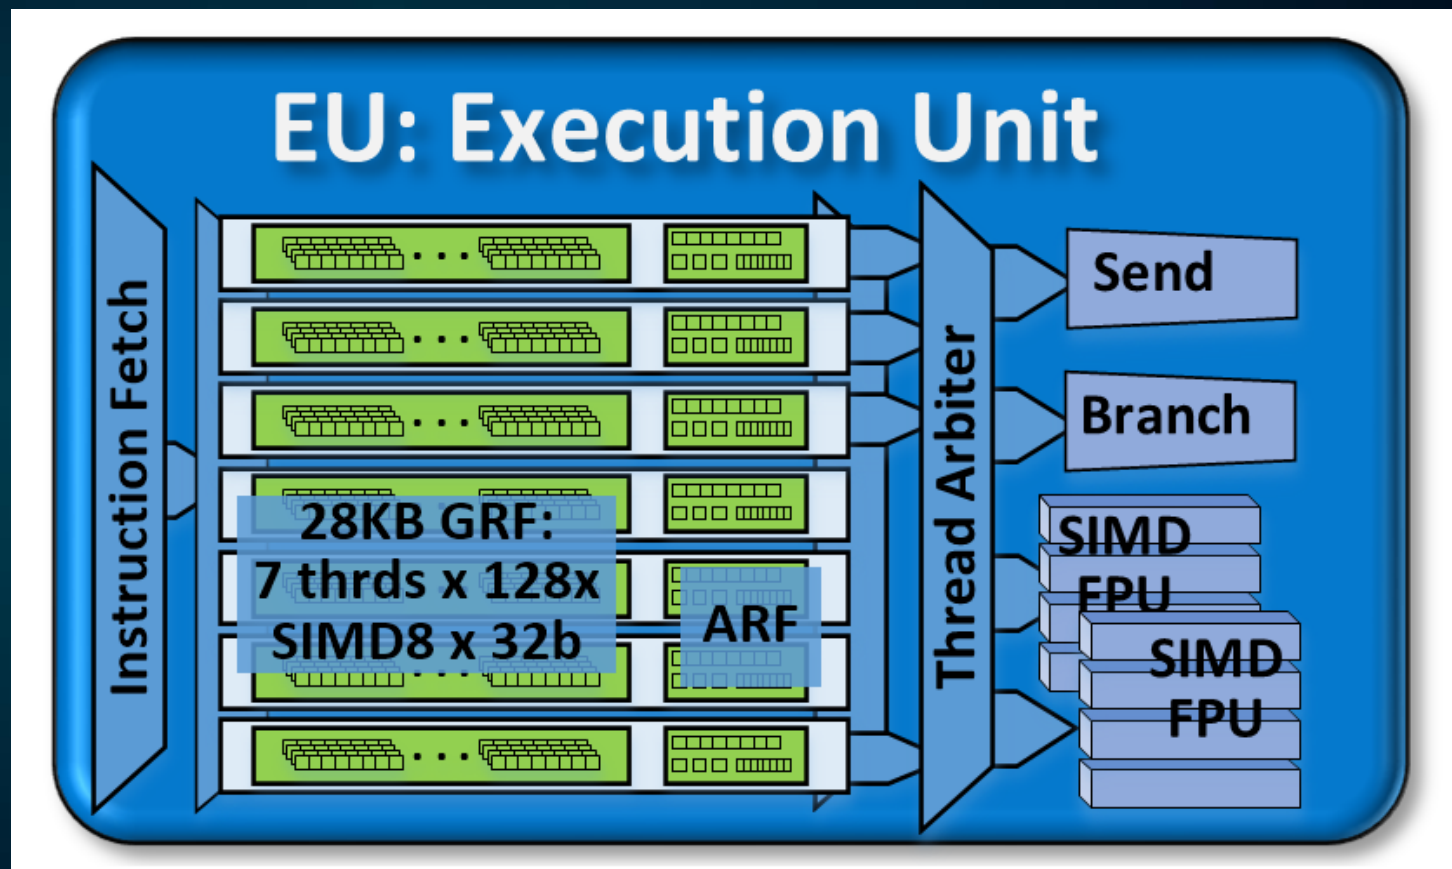 EU: Execution Unit
Instruction Fetch
28KB GRF:
7 thrds x 128x
SIMD8 x 32b
ARF
Thread Arbiter
Send
Branch
SIMD
FPU
SIMD
FPU